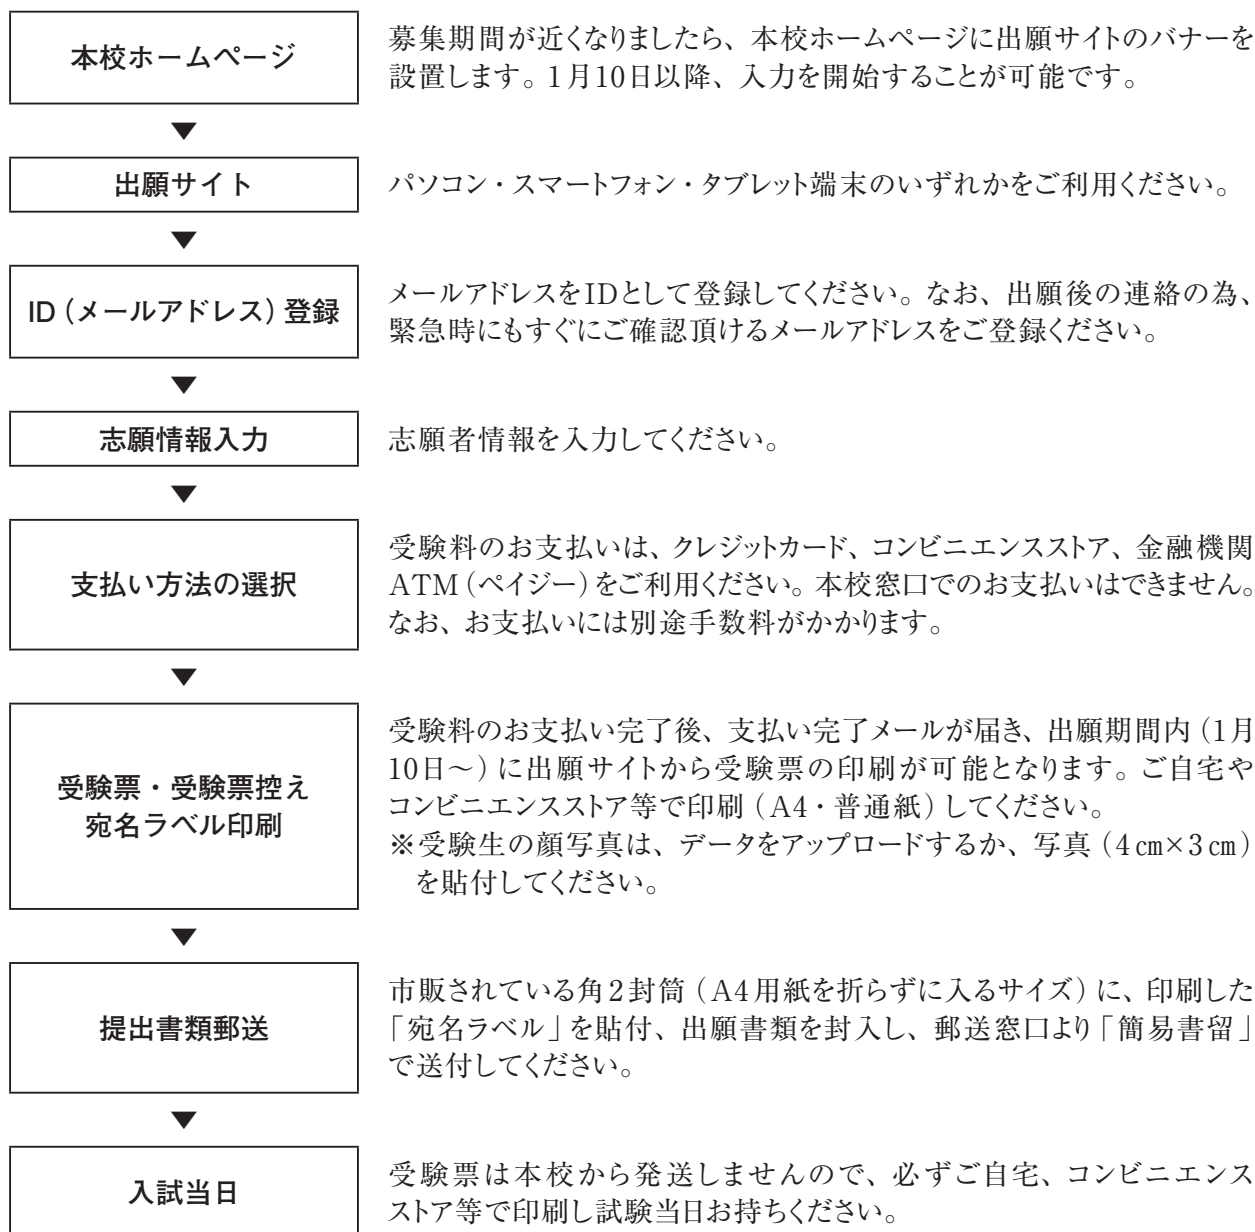 本校ホームページ
募集期間が近くなりましたら、本校ホームページに出願サイトのバナーを
設置します。1月10日以降、入力を開始することが可能です。
▼
出願サイト
パソコン・スマートフォン・タブレット端末のいずれかをご利用ください。
▼
ID（メールアドレス）登録
メールアドレスをIDとして登録してください。なお、出願後の連絡の為、
緊急時にもすぐにご確認頂けるメールアドレスをご登録ください。
▼
志願情報入力
志願者情報を入力してください。
▼
支払い方法の選択
受験料のお支払いは、クレジットカード、コンビニエンスストア、金融機関
ATM（ペイジー）をご利用ください。本校窓口でのお支払いはできません。
なお、お支払いには別途手数料がかかります。
▼
受験票・受験票控え
宛名ラベル印刷
受験料のお支払い完了後、支払い完了メールが届き、出願期間内（1月
10日～）に出願サイトから受験票の印刷が可能となります。ご自宅や
コンビニエンスストア等で印刷（A4・普通紙）してください。
※受験生の顔写真は、データをアップロードするか、写真（4㎝×3㎝）
を貼付してください。
▼
提出書類郵送
市販されている角2封筒（A4用紙を折らずに入るサイズ）に、印刷した
「宛名ラベル」を貼付、出願書類を封入し、郵送窓口より「簡易書留」
で送付してください。
▼
入試当日
受験票は本校から発送しませんので、必ずご自宅、コンビニエンス
ストア等で印刷し試験当日お持ちください。